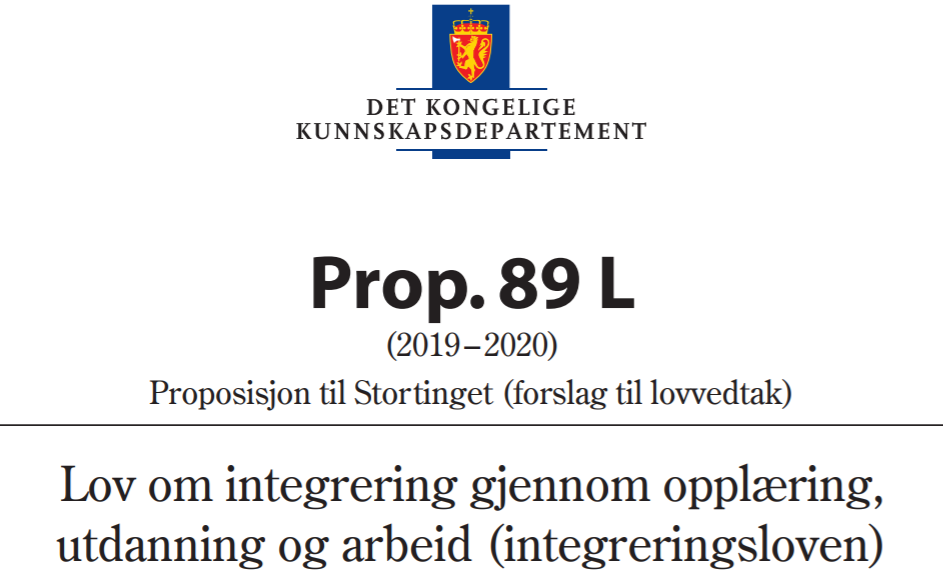 DET KONGELIGE
KUNNSKAPSDEPARTEMENT
Prop. 89 L
(2019–2020)
Proposisjon til Stortinget (forslag til lovvedtak)
Lov om integrering gjennom opplæring,
utdanning og arbeid (integreringsloven)